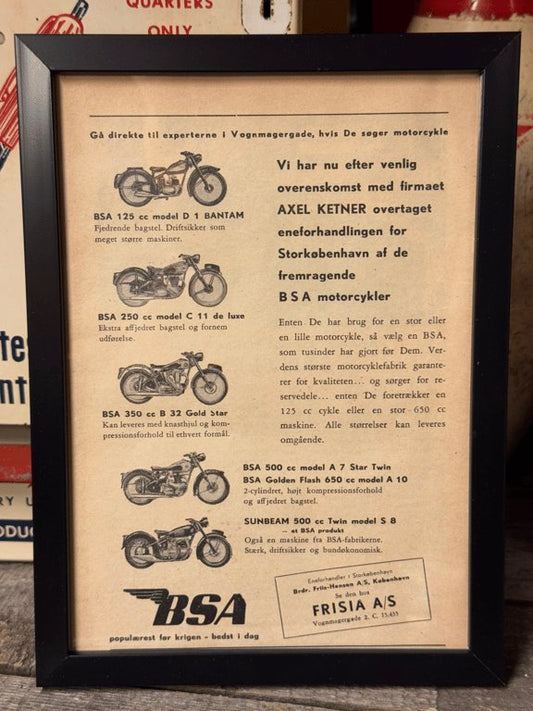 QUARTERS
ONLY
Gå direkte til experterne i Vognmagergade, hvis De søger motorcykle
BSA 125 cc model D 1 BANTAM
Fjedrende bagstel. Driftsikker som
meget større maskiner.
BSA 250 cc model C 11 de luxe
Ekstra affjedret bagstel og fornem
udførelse.
BSA 350 cc B 32 Gold Star
Kan leveres med knasthjul og kom-
pressionsforhold til ethvert formål.
Vi har nu efter venlig
overenskomst med firmaet
AXEL KETNER overtaget
eneforhandlingen for
Storkøbenhavn af de
fremragende
BSA motorcykler
Enten De har brug for en stor eller
en lille motorcykle, så vælg en BSA,
som tusinder har gjort før Dem. Ver-
dens største motorcyklefabrik garante-
rer for kvaliteten... og sørger for re-
servedele... enten De foretrækker en
125 cc cykle eller en stor 650 cc
maskine. Alle størrelser kan leveres
omgående.
BSA 500 cc model A 7 Star Twin
BSA Golden Flash 650 cc model A 10
2-cylindret, højt kompressionsforhold
og affjedret bagstel.
SUNBEAM 500 cc Twin model S 8
— et BSA produkt
Også en maskine fra BSA-fabrikerne.
Stærk, driftsikker og bundøkonomisk.
BSA
populærest før krigen - bedst i dag
Eneforhandler i Storkøbenhavn
Brdr. Friis-Hansen A/S, København
Se den hos
FRISIA A/S
Vognmagergade 2, C. 15.455